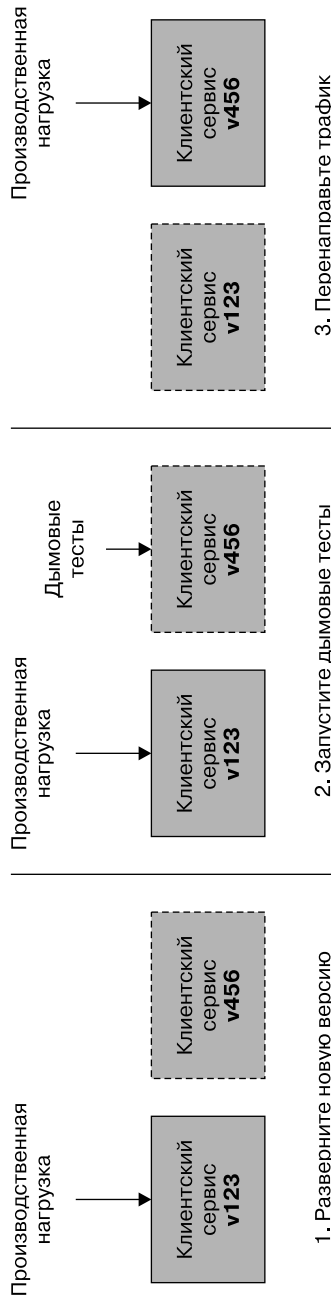 Производственная
нагрузка
Клиентский
сервис
v123
Клиентский
сервис
v456
1. Разверните новую версию
Производственная
нагрузка
Дымовые
тесты
Клиентский
сервис
v123
Клиентский
сервис
v456
2. Запустите дымовые тесты
Производственная
нагрузка
Клиентский
сервис
v123
Клиентский
сервис
v456
3. Перенаправьте трафик